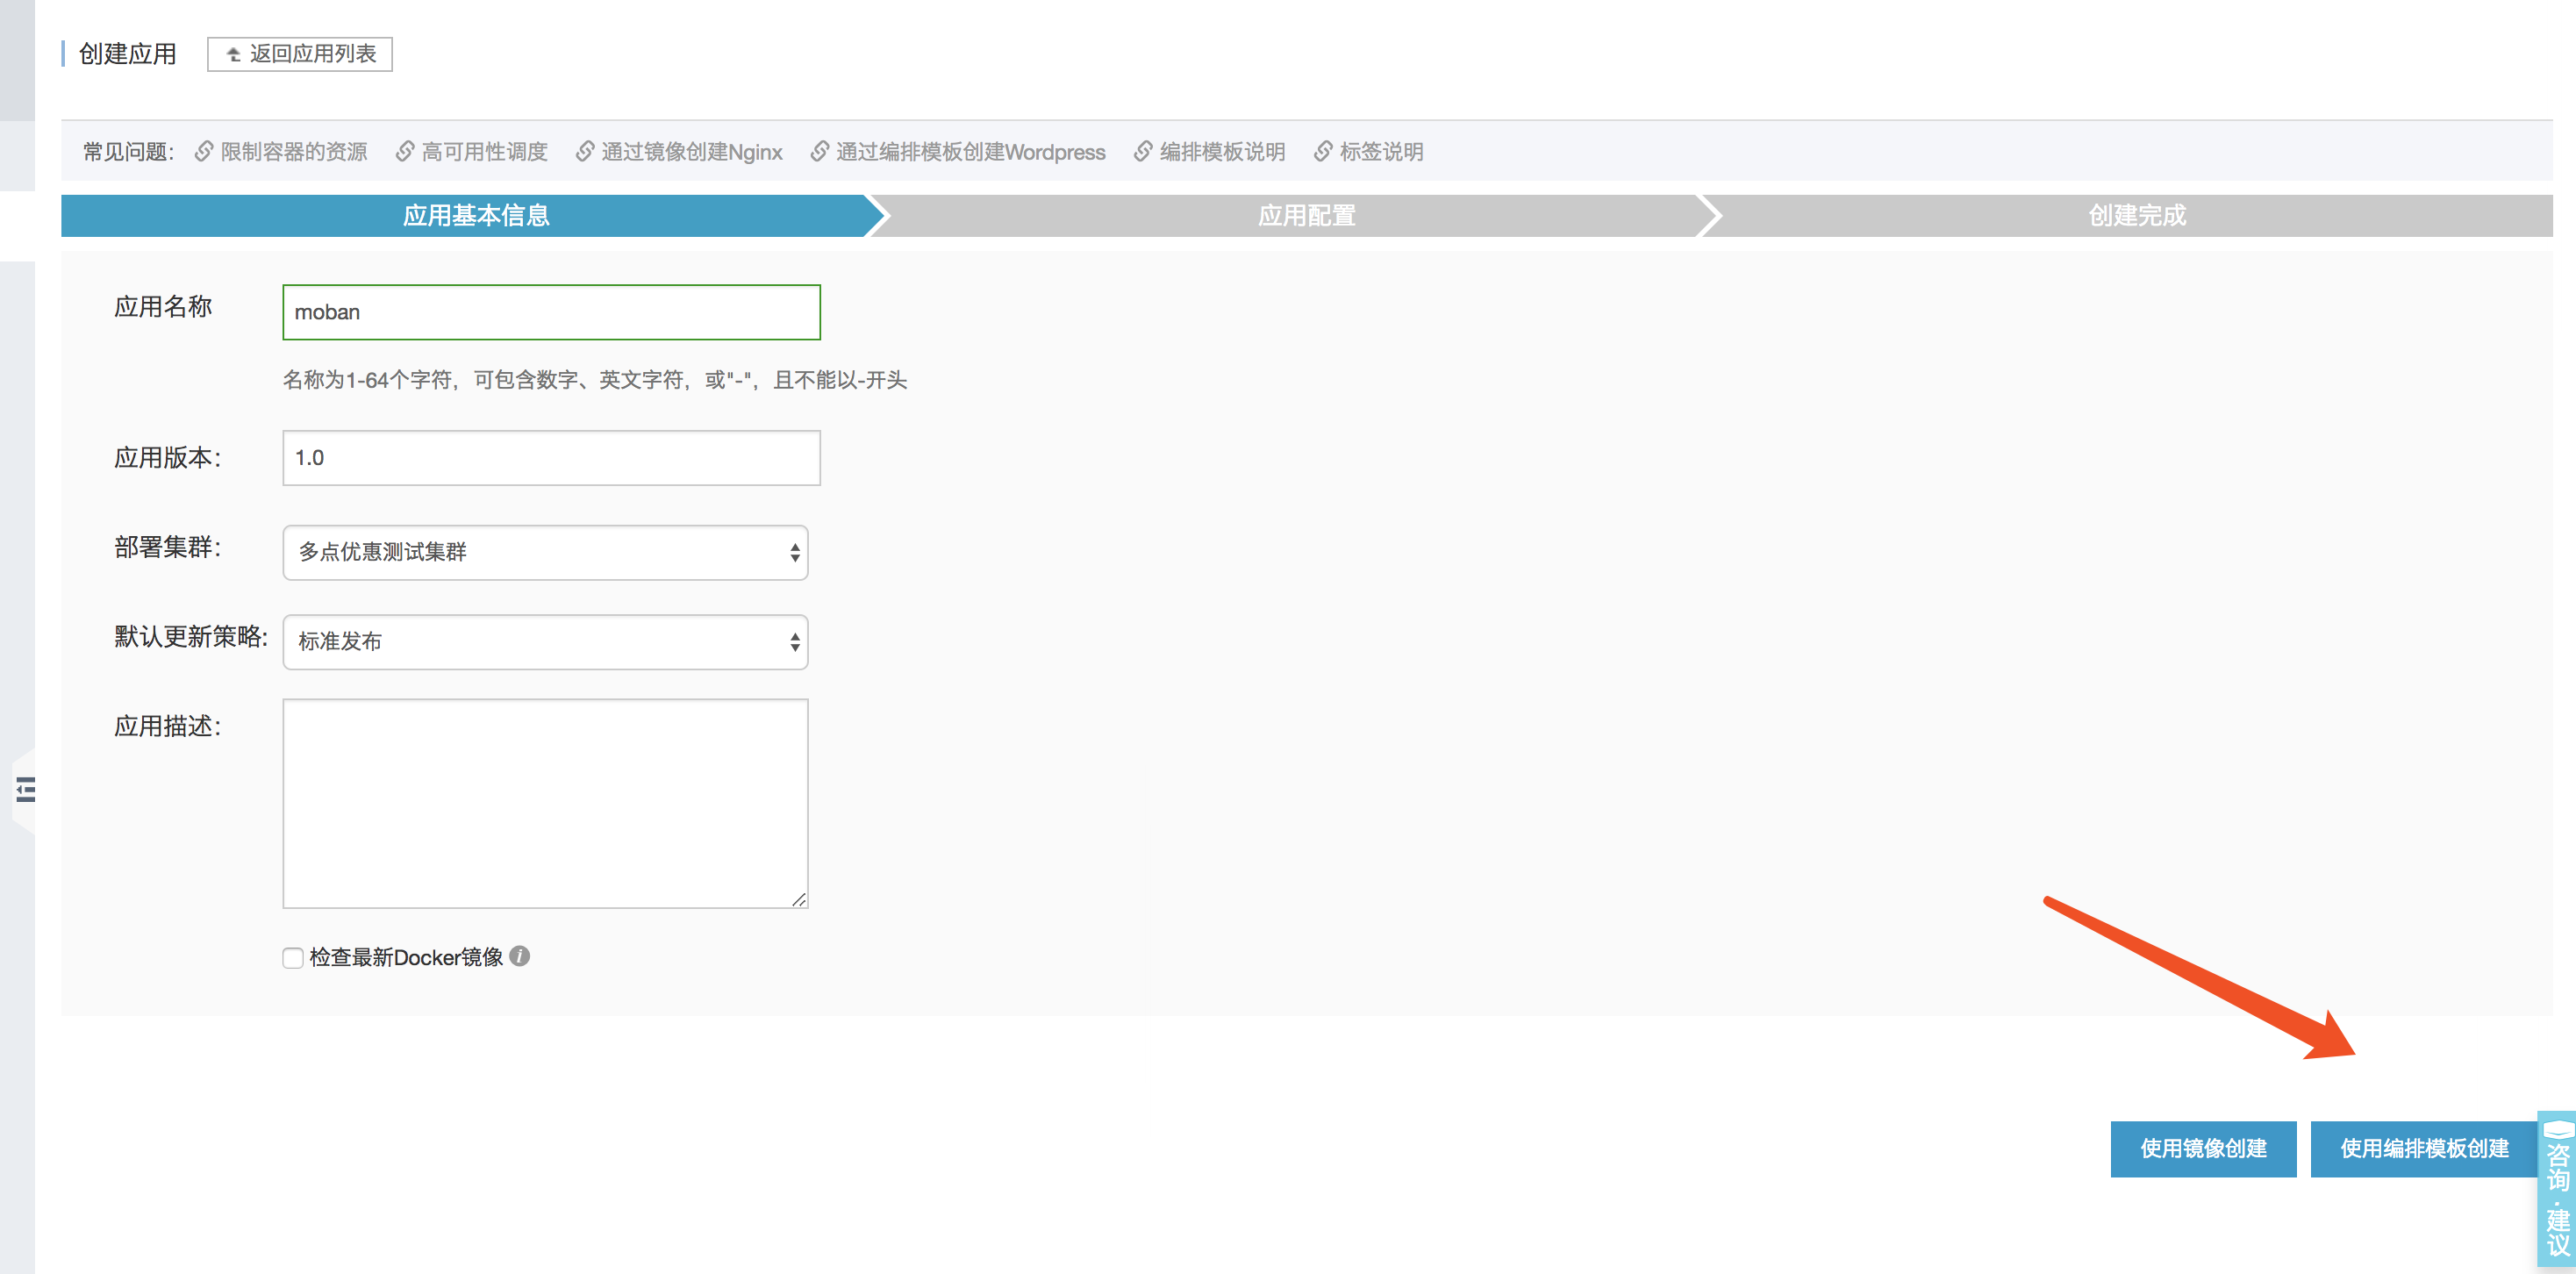 创建应用
返回应用列表
常见问题： 限制容器的资源 高可用性调度 通过镜像创建Nginx 通过编排模板创建Wordpress 编排模板说明 标签说明
应用基本信息 应用配置 创建完成
应用名称
moban
名称为1-64个字符，可包含数字、英文字符，或"-"，且不能以-开头
应用版本：
1.0
部署集群：
多点优惠测试集群
默认更新策略:
标准发布
应用描述：
检查最新Docker镜像
使用镜像创建
使用编排模板创建
咨询·建议